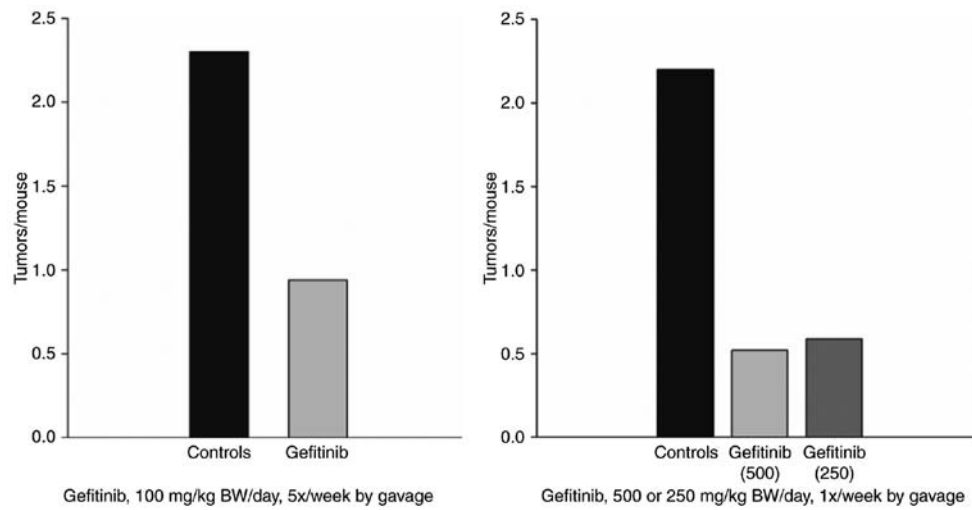 Tumors/mouse
2.5
2.0
1.5
1.0
0.5
0.0
Controls Gefitinib
Gefitinib, 100 mg/kg BW/day, 5x/week by gavage
Tumors/mouse
2.5
2.0
1.5
1.0
0.5
0.0
Controls Gefitinib Gefitinib
(500) (250)
Gefitinib, 500 or 250 mg/kg BW/day, 1x/week by gavage